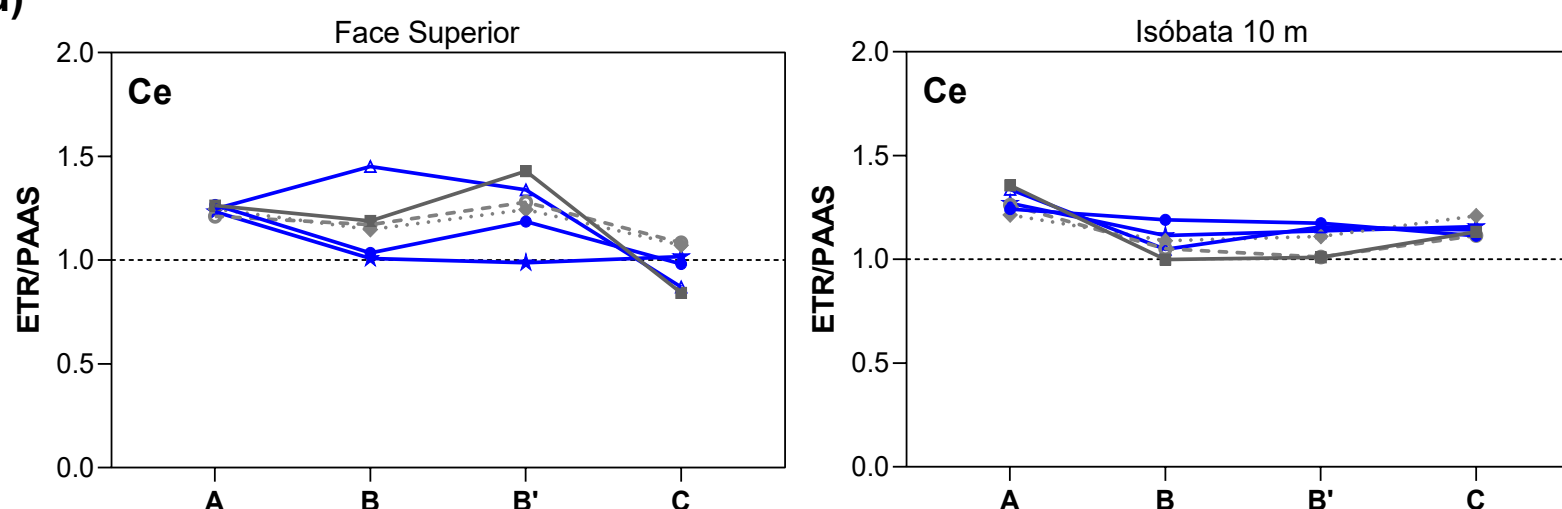 Face Superior
2.0
Ce
1.5
1.0
0.5
0.0
ETR/PAAS
A B B' C
Isóbata 10 m
2.0
Ce
1.5
1.0
0.5
0.0
ETR/PAAS
A B B' C